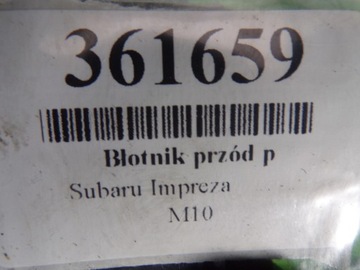 361659
Błotnik przód p
Subaru Impreza
M10